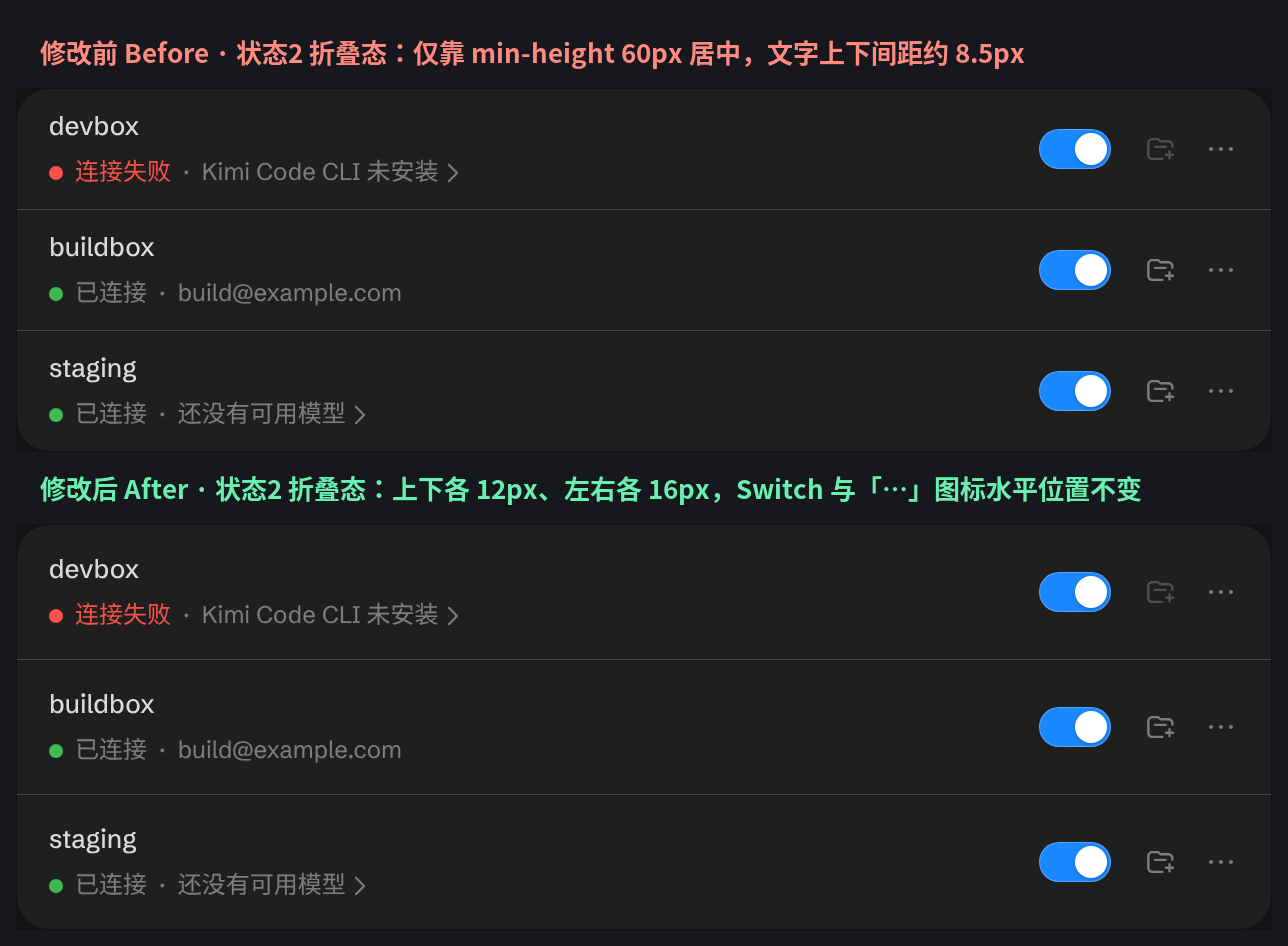 修改前 Before · 状态2 折叠态：仅靠 min-height 60px 居中，文字上下间距约 8.5px
devbox
连接失败 · Kimi Code CLI 未安装 >
buildbox
已连接 · build@example.com
staging
已连接 · 还没有可用模型 >
修改后 After · 状态2 折叠态：上下各 12px、左右各 16px，Switch 与「···」图标水平位置不变
devbox
连接失败 · Kimi Code CLI 未安装 >
buildbox
已连接 · build@example.com
staging
已连接 · 还没有可用模型 >